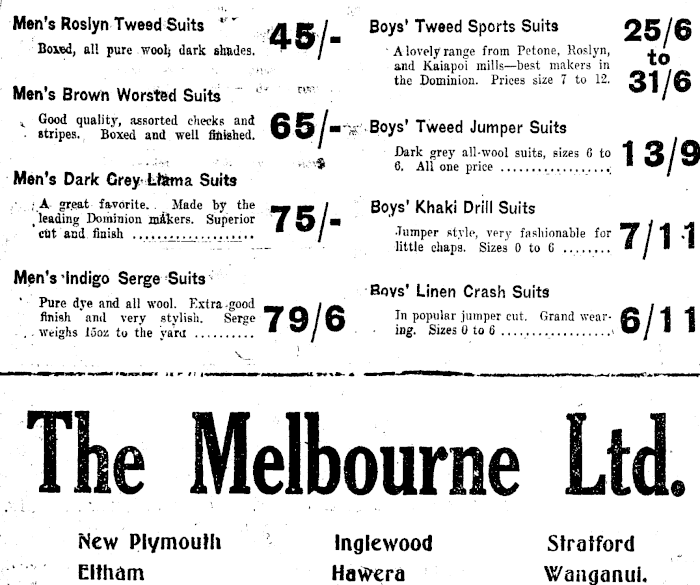 Men's Roslyn Tweed Suits
Boxed, all pure wool; dark shades.
45/-
Men's Brown Worsted Suits
Good quality, assorted checks and
stripes. Boxed and well finished.
65/-
Men's Dark Grey Llama Suits
A great favorite. Made by the
leading Dominion makers. Superior
cut and finish ...................
75/-
Men's Indigo Serge Suits
Pure dye and all wool. Extra good
finish and very stylish. Serge
weighs 15oz to the yard ..........
79/6
Boys' Tweed Sports Suits
A lovely range from Petone, Roslyn,
and Kaiapoi mills—best makers in
the Dominion. Prices size 7 to 12.
25/6
to
31/6
Boys' Tweed Jumper Suits
Dark grey all-wool suits, sizes 6 to
6. All one price .................
13/9
Boys' Khaki Drill Suits
Jumper style, very fashionable for
little chaps. Sizes 0 to 6 ........
7/11
Boys' Linen Crash Suits
In popular jumper cut. Grand wear-
ing. Sizes 0 to 6 .................
6/11
The Melbourne Ltd.
New Plymouth Inglewood Stratford
Eltham Hawera Wanganui.